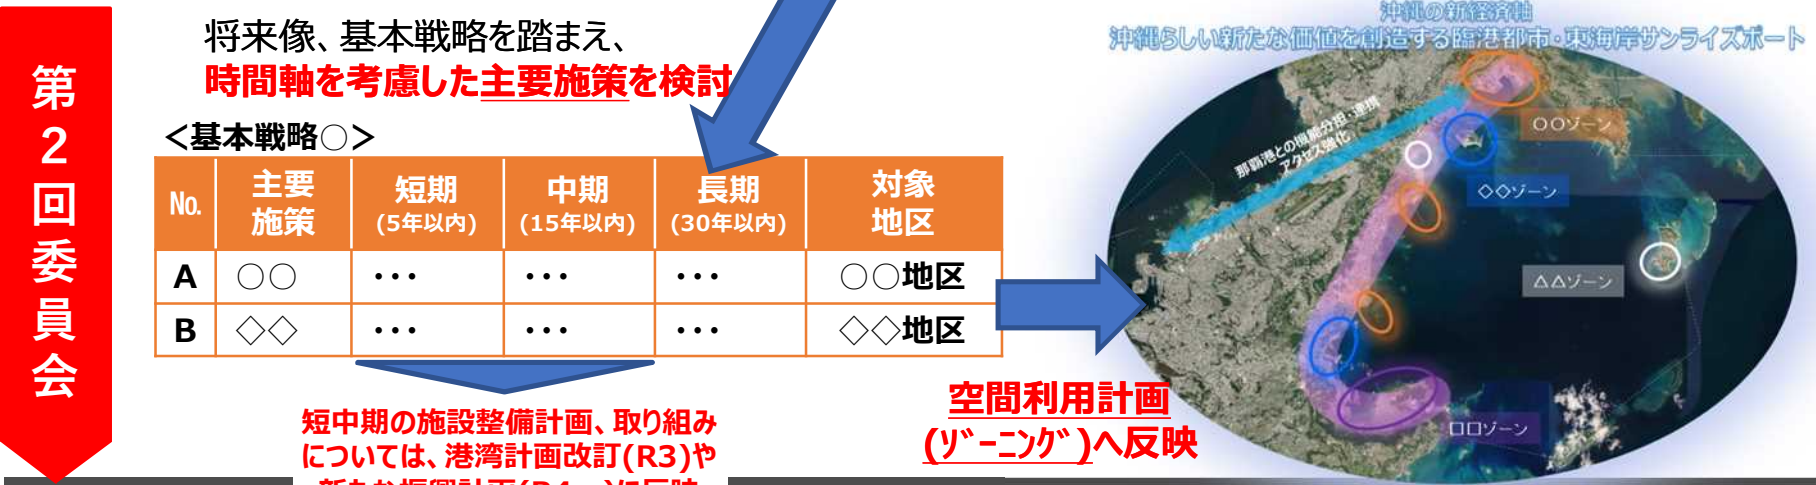 第2回委員会
将来像、基本戦略を踏まえ、
時間軸を考慮した主要施策を検討
<基本戦略○>
No. 主要施策 短期(5年以内) 中期(15年以内) 長期(30年以内) 対象地区
A ○○ ・・・ ・・・ ・・・ ○○地区
B ◇◇ ・・・ ・・・ ・・・ ◇◇地区
短中期の施設整備計画、取り組み
については、港湾計画改訂(R3)や
空間利用計画
(ｿﾞｰﾆﾝｸﾞ)へ反映
沖縄の新経済軸
沖縄らしい新たな価値を創造する臨港都市・東海岸サンライズポート
那覇港との機能分担・連携
アクセス強化
○○ゾーン
◇◇ゾーン
△△ゾーン
□□ゾーン